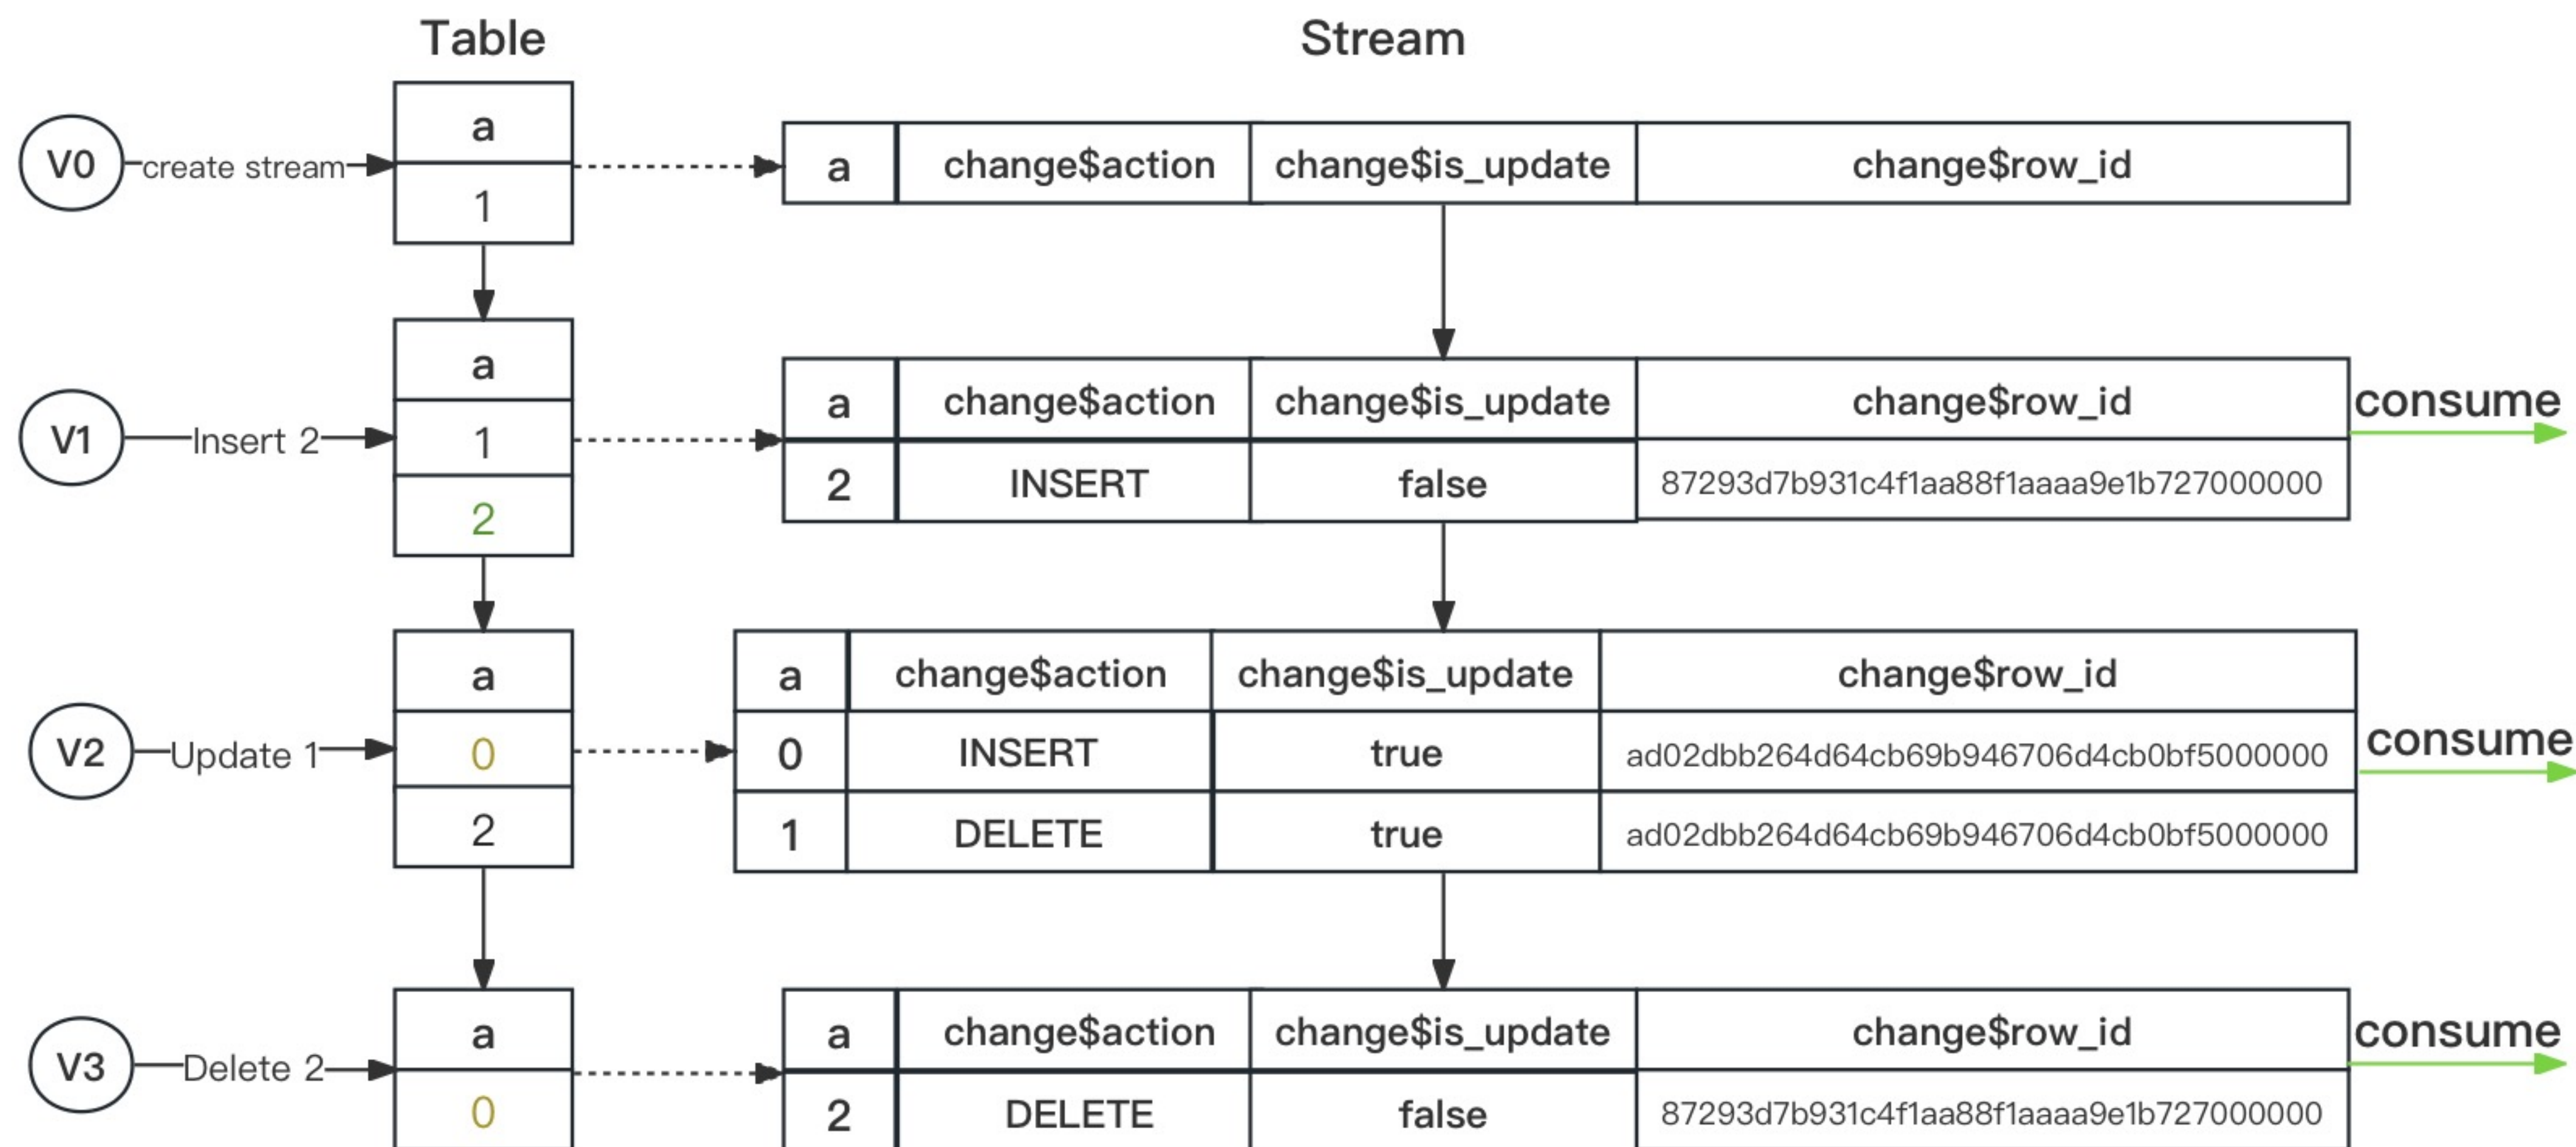 Table
Stream
V0
create stream
a
1
a change$action change$is_update change$row_id
V1
Insert 2
a
1
2
a change$action change$is_update change$row_id
2 INSERT false 87293d7b931c4f1aa88f1aaaa9e1b727000000
consume
V2
Update 1
a
0
2
a change$action change$is_update change$row_id
0 INSERT true ad02dbb264d64cb69b946706d4cb0bf5000000
1 DELETE true ad02dbb264d64cb69b946706d4cb0bf5000000
consume
V3
Delete 2
a
0
a change$action change$is_update change$row_id
2 DELETE false 87293d7b931c4f1aa88f1aaaa9e1b727000000
consume